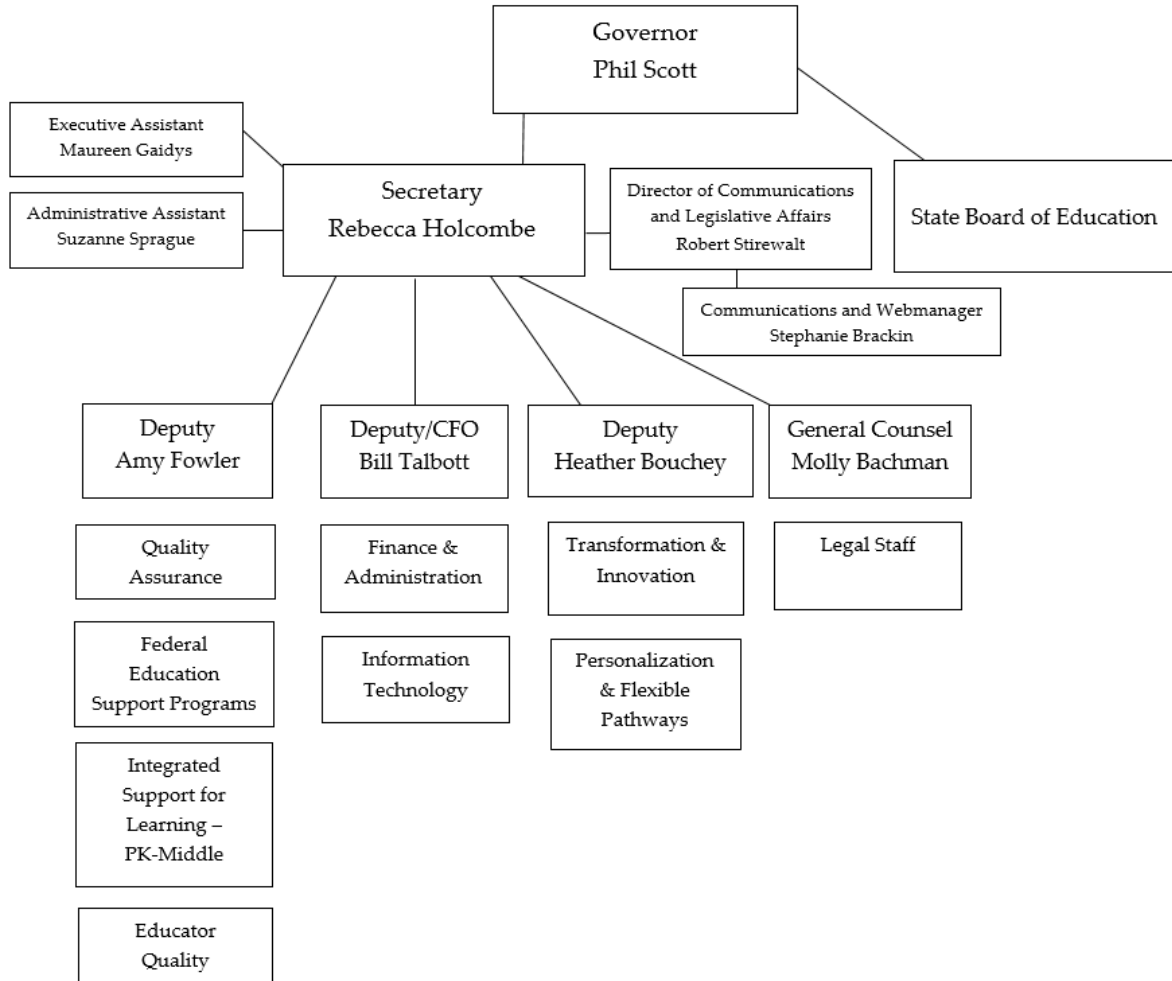 Governor
Phil Scott
Executive Assistant
Maureen Gaidys
Administrative Assistant
Suzanne Sprague
Secretary
Rebecca Holcombe
Director of Communications
and Legislative Affairs
Robert Stirewalt
State Board of Education
Communications and Webmanager
Stephanie Brackin
Deputy
Amy Fowler
Deputy/CFO
Bill Talbott
Deputy
Heather Bouchey
General Counsel
Molly Bachman
Quality
Assurance
Finance &
Administration
Transformation &
Innovation
Legal Staff
Federal
Education
Support Programs
Information
Technology
Personalization
& Flexible
Pathways
Integrated
Support for
Learning –
PK-Middle
Educator
Quality